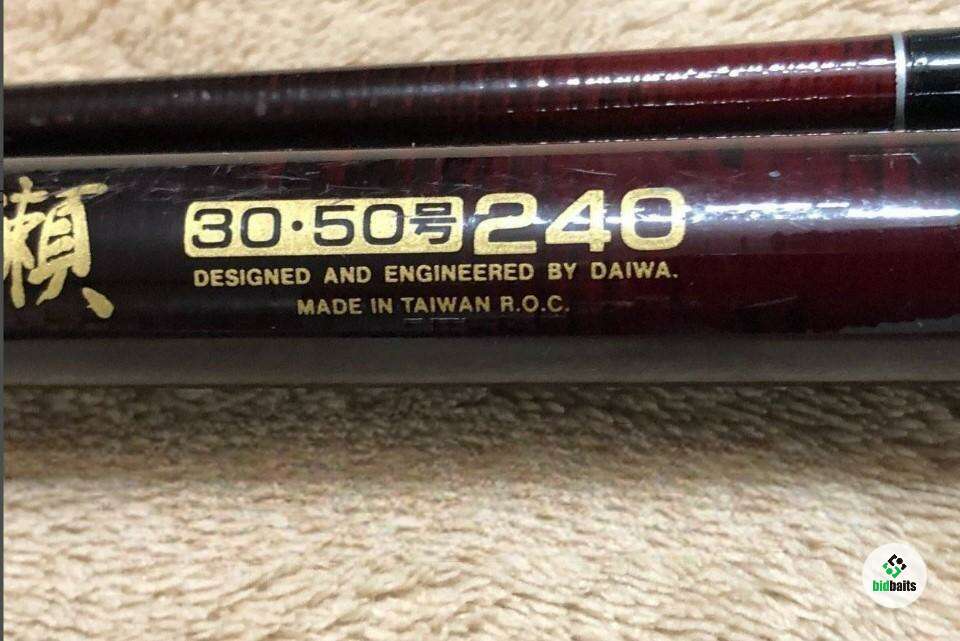 瀬 30・50号 240
DESIGNED AND ENGINEERED BY DAIWA.
MADE IN TAIWAN R.O.C.
bidbaits